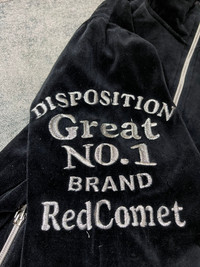 DISPOSITION
Great
NO.1
BRAND
RedComet